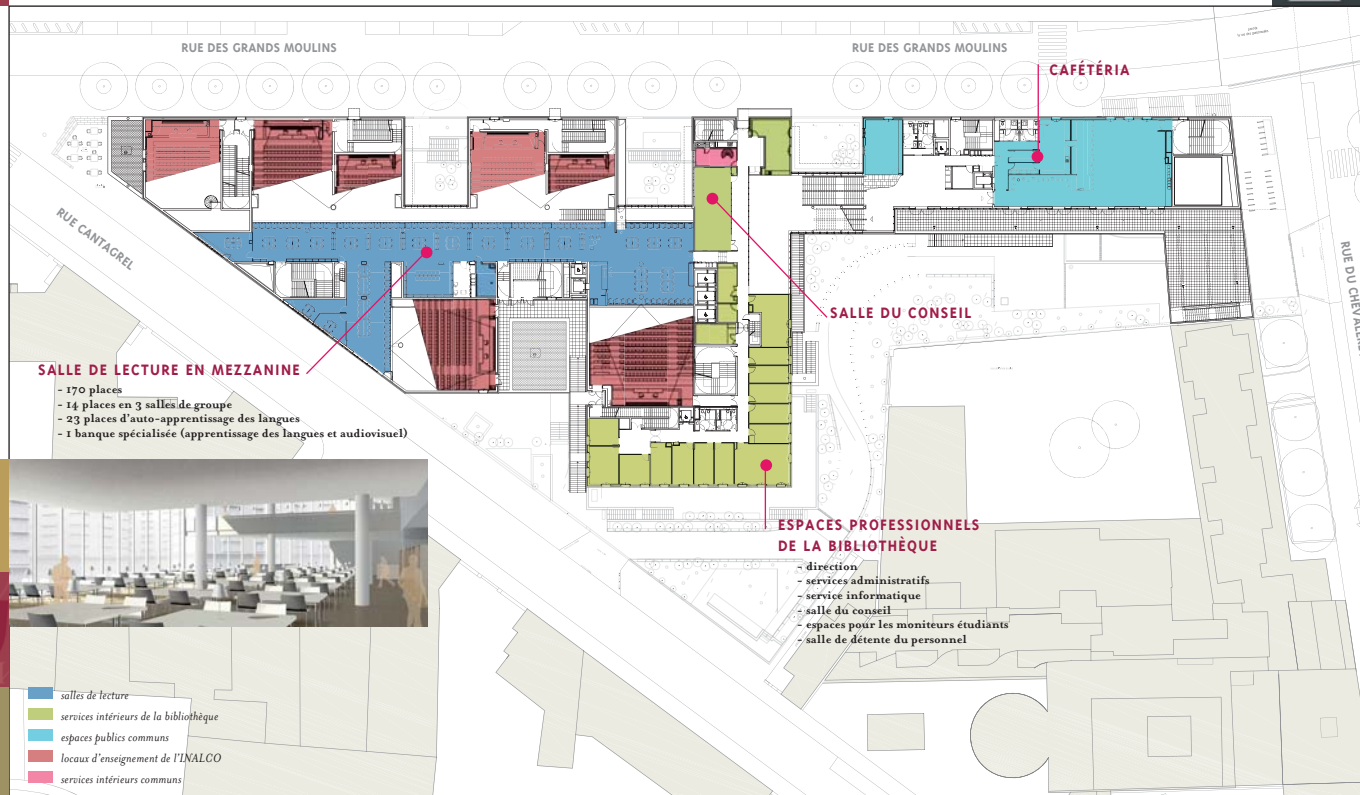 RUE DES GRANDS MOULINS
RUE DES GRANDS MOULINS
CAFÉTÉRIA
RUE CANTAGREL
RUE DU CHEVALERET
SALLE DU CONSEIL
SALLE DE LECTURE EN MEZZANINE
- 170 places
- 14 places en 3 salles de groupe
- 23 places d'auto-apprentissage des langues
- 1 banque spécialisée (apprentissage des langues et audiovisuel)
ESPACES PROFESSIONNELS
DE LA BIBLIOTHÈQUE
- direction
- services administratifs
- service informatique
- salle du conseil
- espaces pour les moniteurs étudiants
- salle de détente du personnel
salles de lecture
services intérieurs de la bibliothèque
espaces publics communs
locaux d'enseignement de l'INALCO
services intérieurs communs